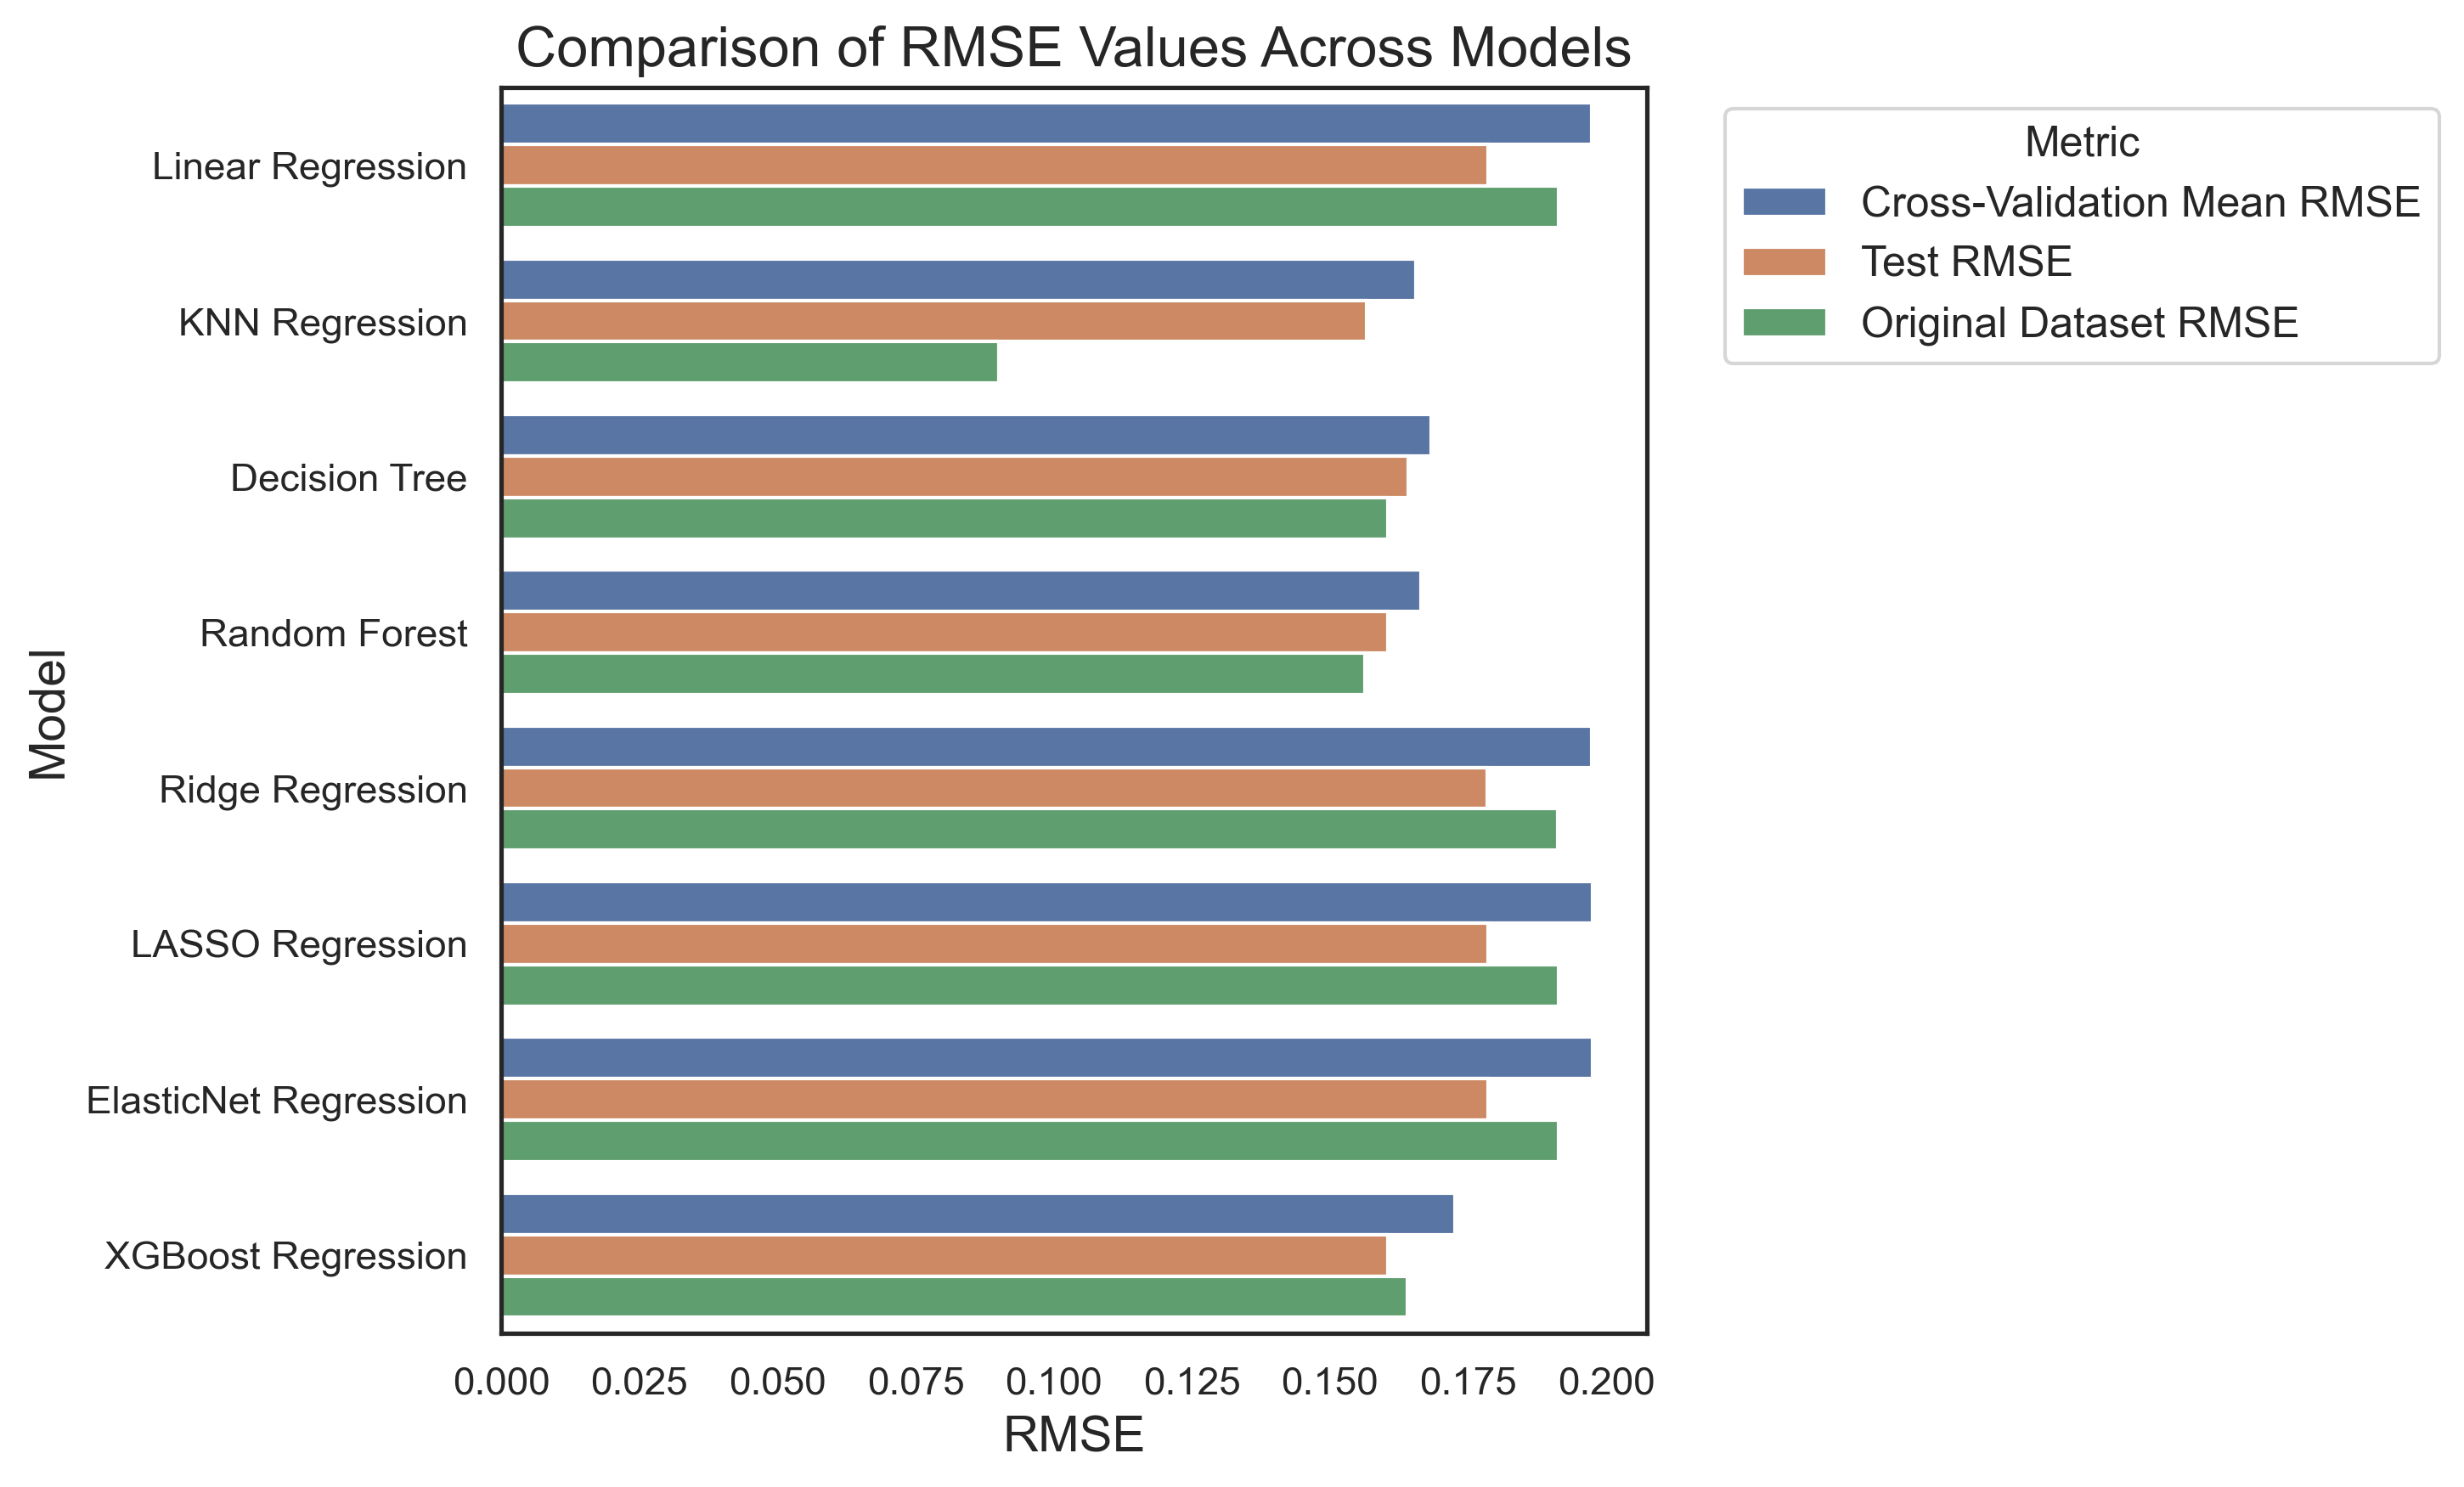 Comparison of RMSE Values Across Models
Metric
Cross-Validation Mean RMSE
Test RMSE
Original Dataset RMSE
Model
Linear Regression
KNN Regression
Decision Tree
Random Forest
Ridge Regression
LASSO Regression
ElasticNet Regression
XGBoost Regression
0.000 0.025 0.050 0.075 0.100 0.125 0.150 0.175 0.200
RMSE